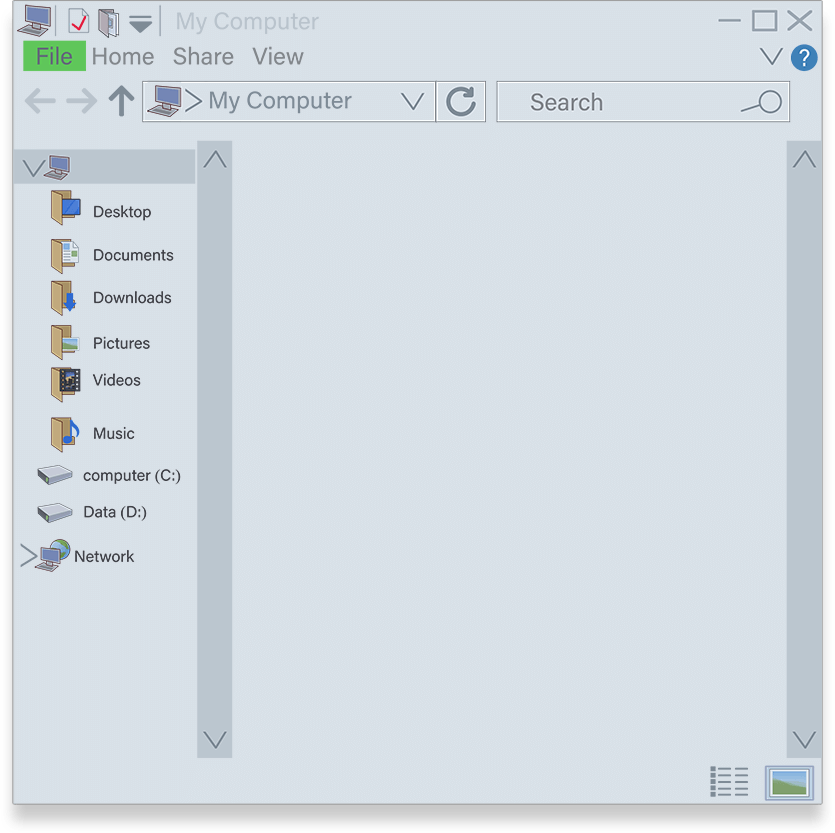 My Computer
File Home Share View ?
My Computer Search
Desktop
Documents
Downloads
Pictures
Videos
Music
computer (C:)
Data (D:)
Network